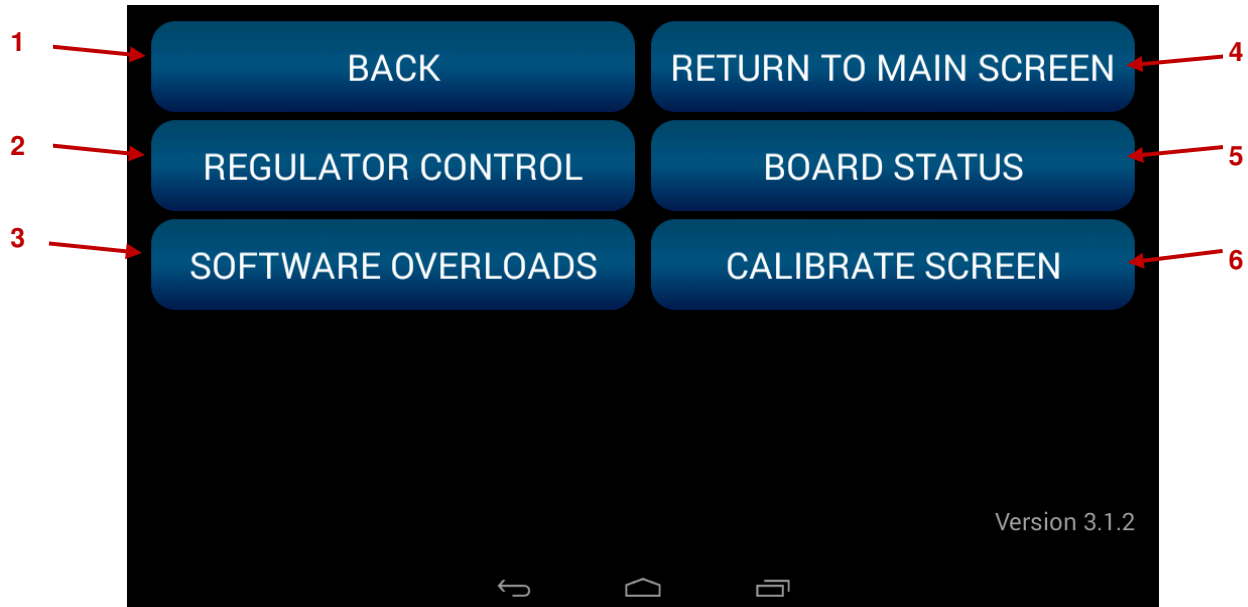 1
BACK
RETURN TO MAIN SCREEN
4
2
REGULATOR CONTROL
BOARD STATUS
5
3
SOFTWARE OVERLOADS
CALIBRATE SCREEN
6
Version 3.1.2